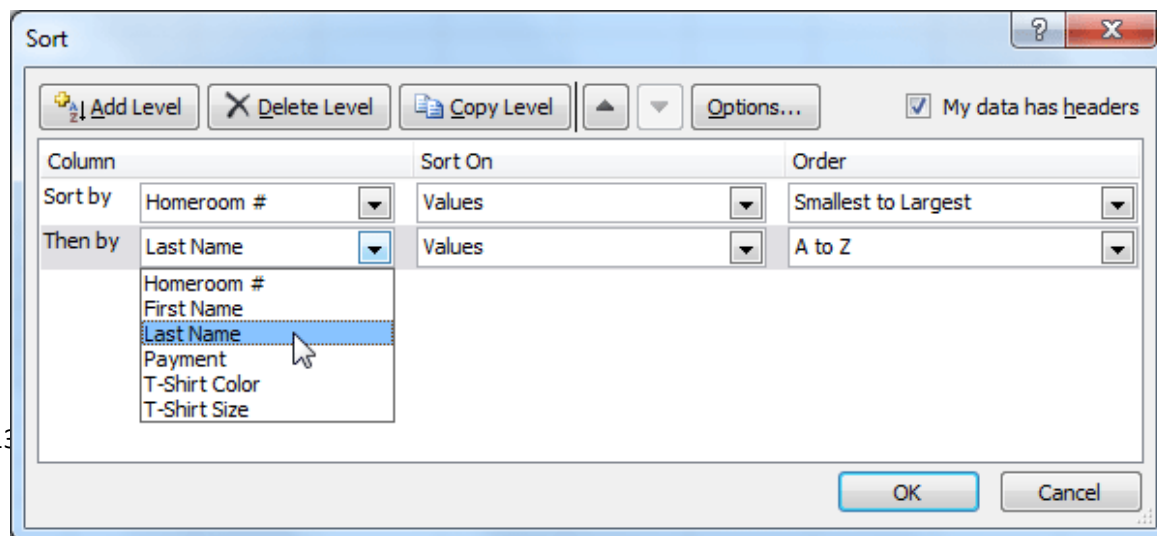 Sort
Add Level Delete Level Copy Level Options... My data has headers
Column Sort On Order
Sort by Homeroom # Values Smallest to Largest
Then by Last Name Values A to Z
Homeroom #
First Name
Last Name
Payment
T-Shirt Color
T-Shirt Size
OK Cancel